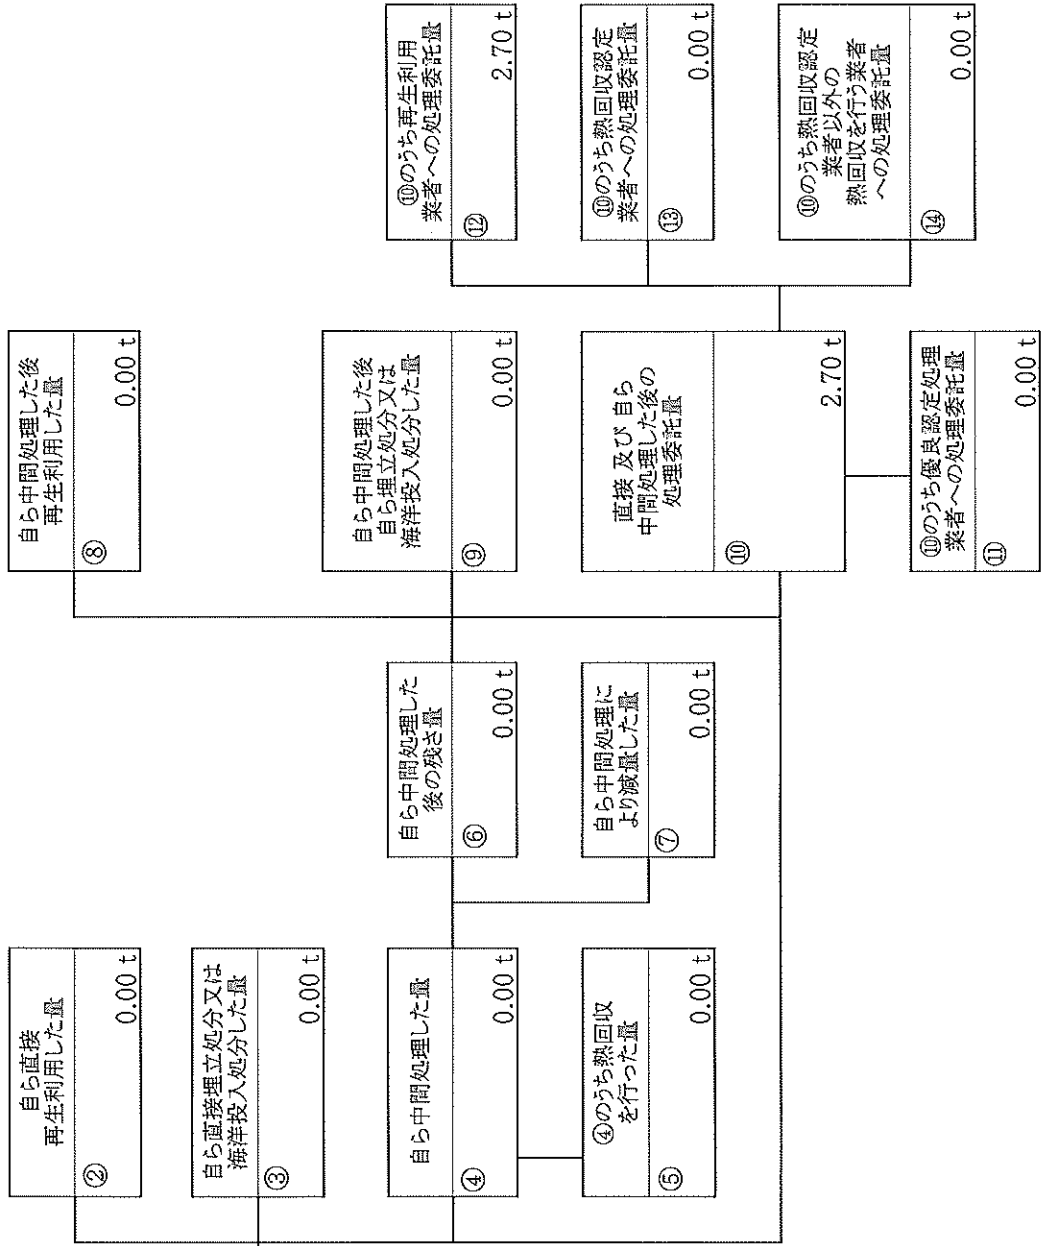 自ら直接
再生利用した量
②
0.00 t
自ら直接埋立処分又は
海洋投入処分した量
③
0.00 t
自ら中間処理した量
④
0.00 t
④のうち熱回収
を行った量
⑤
0.00 t
自ら中間処理した
後の残さ量
⑥
0.00 t
自ら中間処理に
より減量した量
⑦
0.00 t
自ら中間処理した後
再生利用した量
⑧
0.00 t
自ら中間処理した後
自ら埋立処分又は
海洋投入処分した量
⑨
0.00 t
直接 及び 自ら
中間処理した後の
処理委託量
⑩
2.70 t
⑩のうち優良認定処理
業者への処理委託量
⑪
0.00 t
⑩のうち再生利用
業者への処理委託量
⑫
2.70 t
⑩のうち熱回収認定
業者への処理委託量
⑬
0.00 t
⑩のうち熱回収認定
業者以外の
熱回収を行う業者
への処理委託量
⑭
0.00 t